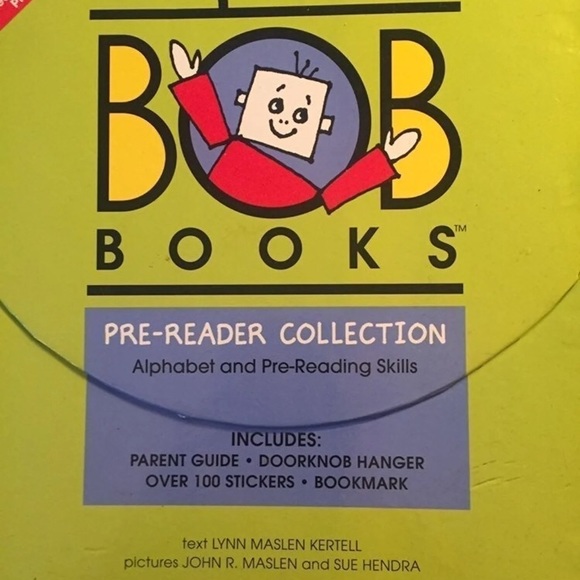 BOB
BOOKS™
PRE-READER COLLECTION
Alphabet and Pre-Reading Skills
INCLUDES:
PARENT GUIDE • DOORKNOB HANGER
OVER 100 STICKERS • BOOKMARK
text LYNN MASLEN KERTELL
pictures JOHN R. MASLEN and SUE HENDRA